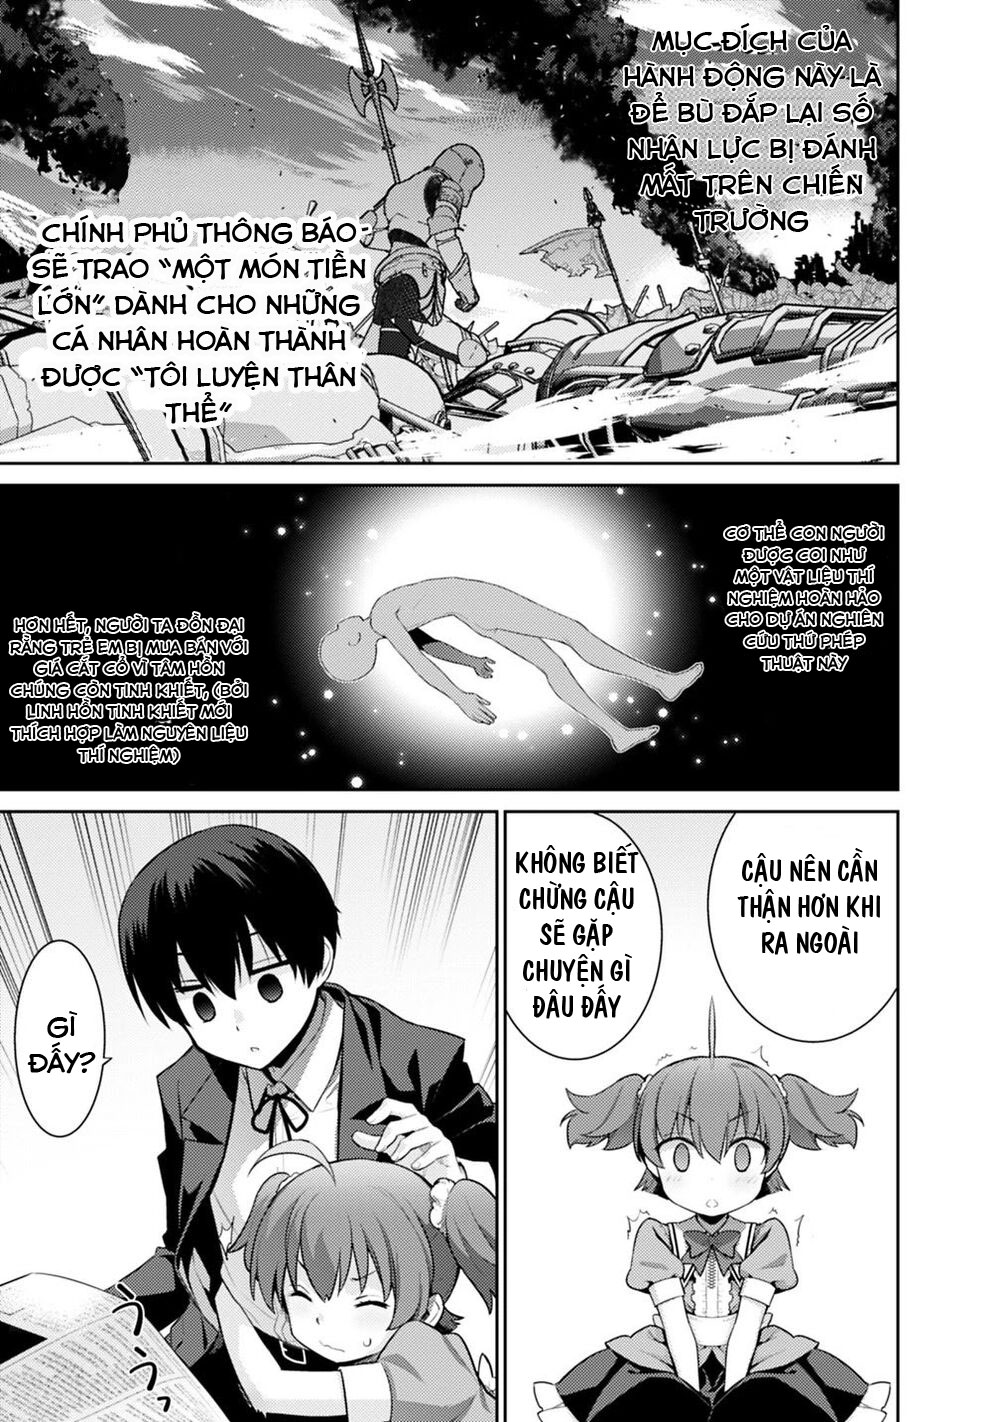 MỤC ĐÍCH CỦA
HÀNH ĐỘNG NÀY LÀ
ĐỂ BÙ ĐẮP LẠI SỐ
NHÂN LỰC BỊ ĐÁNH
MẤT TRÊN CHIẾN
TRƯỜNG
CHÍNH PHỦ THÔNG BÁO
SẼ TRAO "MỘT MÓN TIỀN
LỚN" DÀNH CHO NHỮNG
CÁ NHÂN HOÀN THÀNH
ĐƯỢC "TÔI LUYỆN THÂN
THỂ"
CƠ THỂ CON NGƯỜI
ĐƯỢC COI NHƯ
MỘT VẬT LIỆU THÍ
NGHIỆM HOÀN HẢO
CHO DỰ ÁN NGHIÊN
CỨU THỨ PHÉP
THUẬT NÀY
HƠN HẾT, NGƯỜI TA ĐỒN ĐẠI
RẰNG TRẺ EM BỊ MUA BÁN VỚI
GIÁ CẮT CỔ VÌ TÂM HỒN
CHÚNG CÒN TINH KHIẾT, (BỞI
LINH HỒN TINH KHIẾT MỚI
THÍCH HỢP LÀM NGUYÊN LIỆU
THÍ NGHIỆM)
CẬU NÊN CẨN
THẬN HƠN KHI
RA NGOÀI
KHÔNG BIẾT
CHỪNG CẬU
SẼ GẶP
CHUYỆN GÌ
ĐÂU ĐẤY
GÌ
ĐẤY?